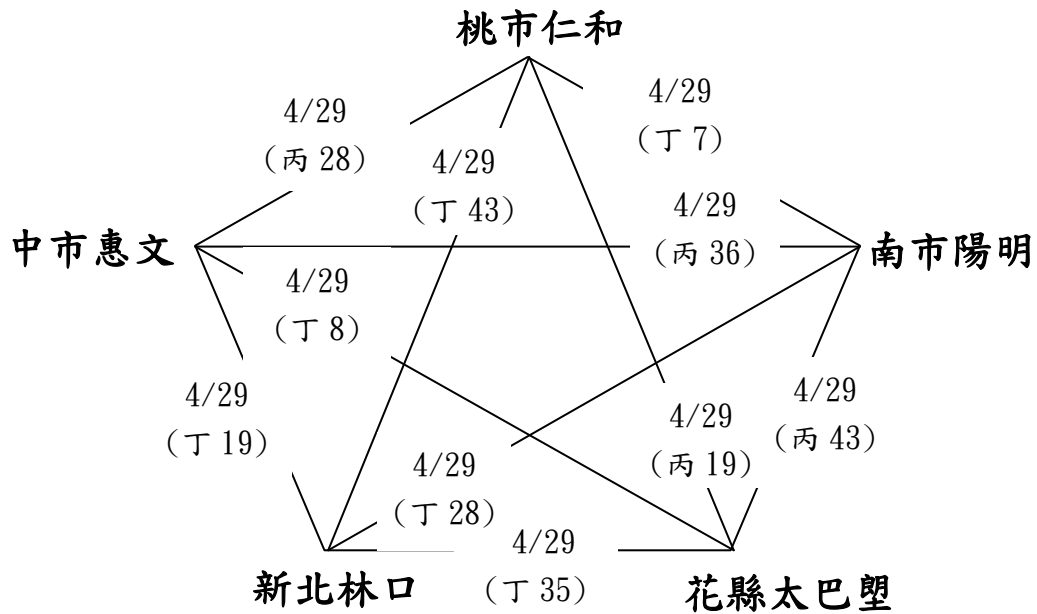 桃市仁和
4/29
(丙 28)
4/29
(丁 7)
4/29
(丁 43)
4/29
(丙 36)
中市惠文
南市陽明
4/29
(丁 8)
4/29
(丁 19)
4/29
(丙 43)
4/29
(丙 19)
4/29
(丁 28)
4/29
(丁 35)
新北林口
花縣太巴塱